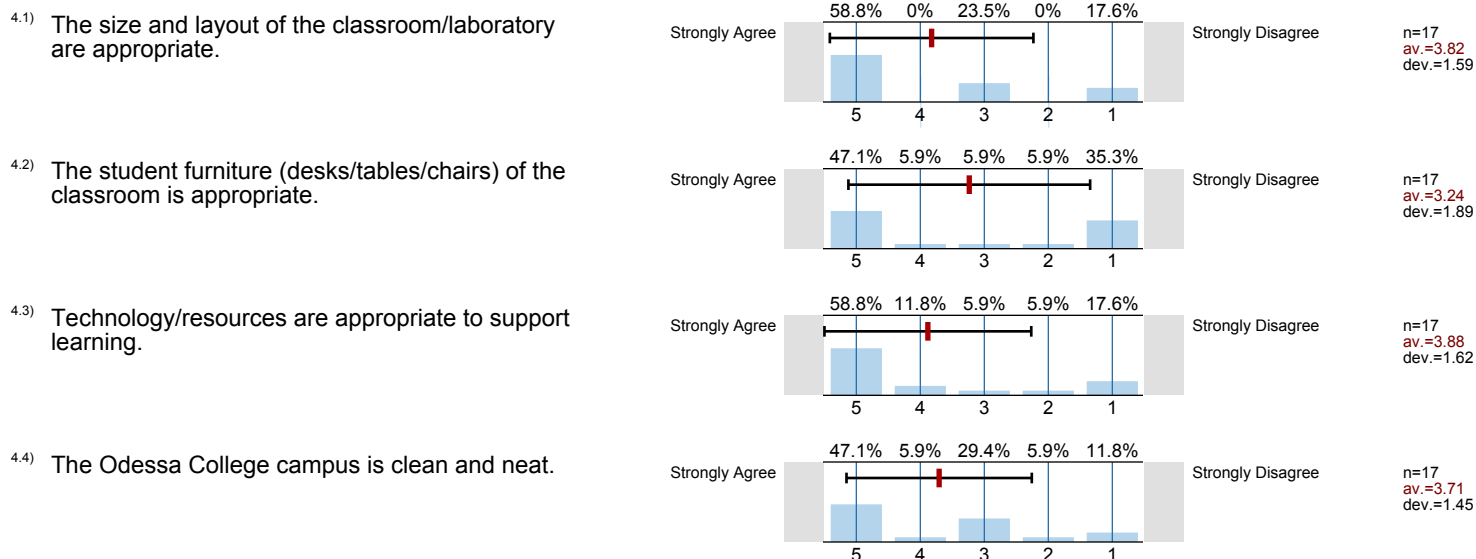 4.1) The size and layout of the classroom/laboratory
are appropriate.
58.8% 0% 23.5% 0% 17.6%
Strongly Agree
Strongly Disagree
n=17
av.=3.82
dev.=1.59
5 4 3 2 1
4.2) The student furniture (desks/tables/chairs) of the
classroom is appropriate.
47.1% 5.9% 5.9% 5.9% 35.3%
Strongly Agree
Strongly Disagree
n=17
av.=3.24
dev.=1.89
5 4 3 2 1
4.3) Technology/resources are appropriate to support
learning.
58.8% 11.8% 5.9% 5.9% 17.6%
Strongly Agree
Strongly Disagree
n=17
av.=3.88
dev.=1.62
5 4 3 2 1
4.4) The Odessa College campus is clean and neat.
47.1% 5.9% 29.4% 5.9% 11.8%
Strongly Agree
Strongly Disagree
n=17
av.=3.71
dev.=1.45
5 4 3 2 1